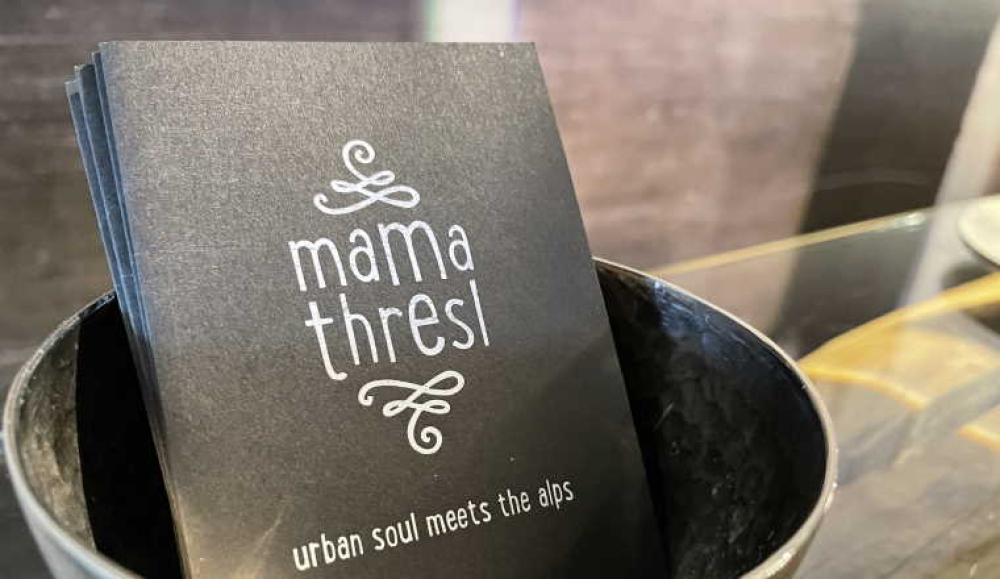 mama
thresl
urban soul meets the alps